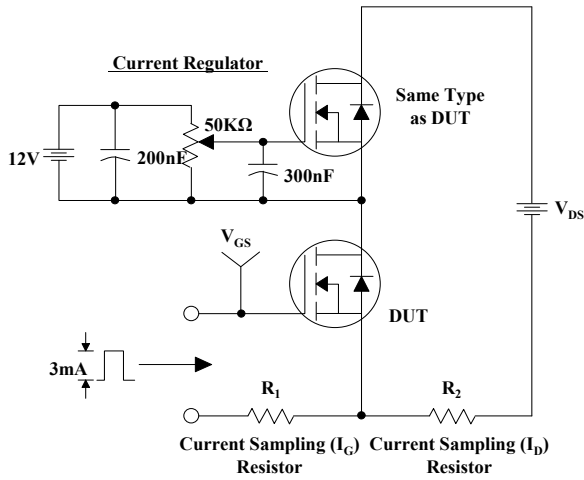 Current Regulator
12V
200nF
50KΩ
300nF
Same Type
as DUT
V_DS
V_GS
DUT
3mA
R_1
R_2
Current Sampling (I_G)
Resistor
Current Sampling (I_D)
Resistor